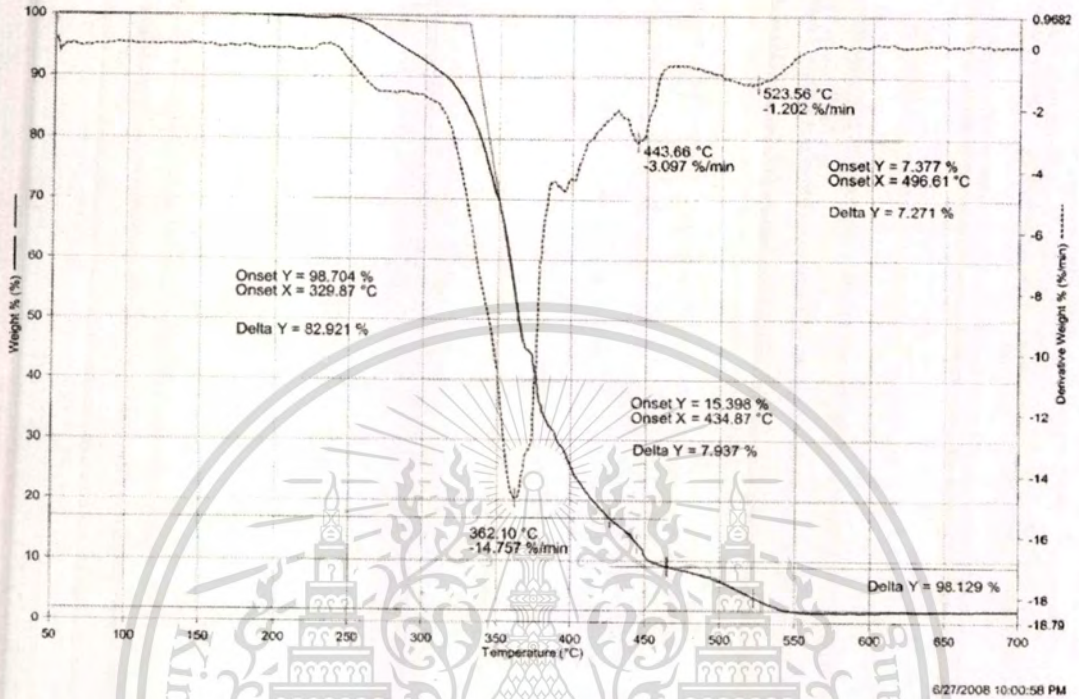 100
90
80
70
60
50
40
30
20
10
0
Weight % (%)
0.9682
0
-2
-4
-6
-8
-10
-12
-14
-16
-18
-18.79
Derivative Weight % (%/min)
523.56 °C
-1.202 %/min
443.66 °C
-3.097 %/min
Onset Y = 7.377 %
Onset X = 496.61 °C
Delta Y = 7.271 %
Onset Y = 98.704 %
Onset X = 329.87 °C
Delta Y = 82.921 %
Onset Y = 15.398 %
Onset X = 434.87 °C
Delta Y = 7.937 %
362.10 °C
-14.757 %/min
Delta Y = 98.129 %
50 100 150 200 250 300 350 400 450 500 550 600 650 700
Temperature (°C)
6/27/2008 10:00:58 PM